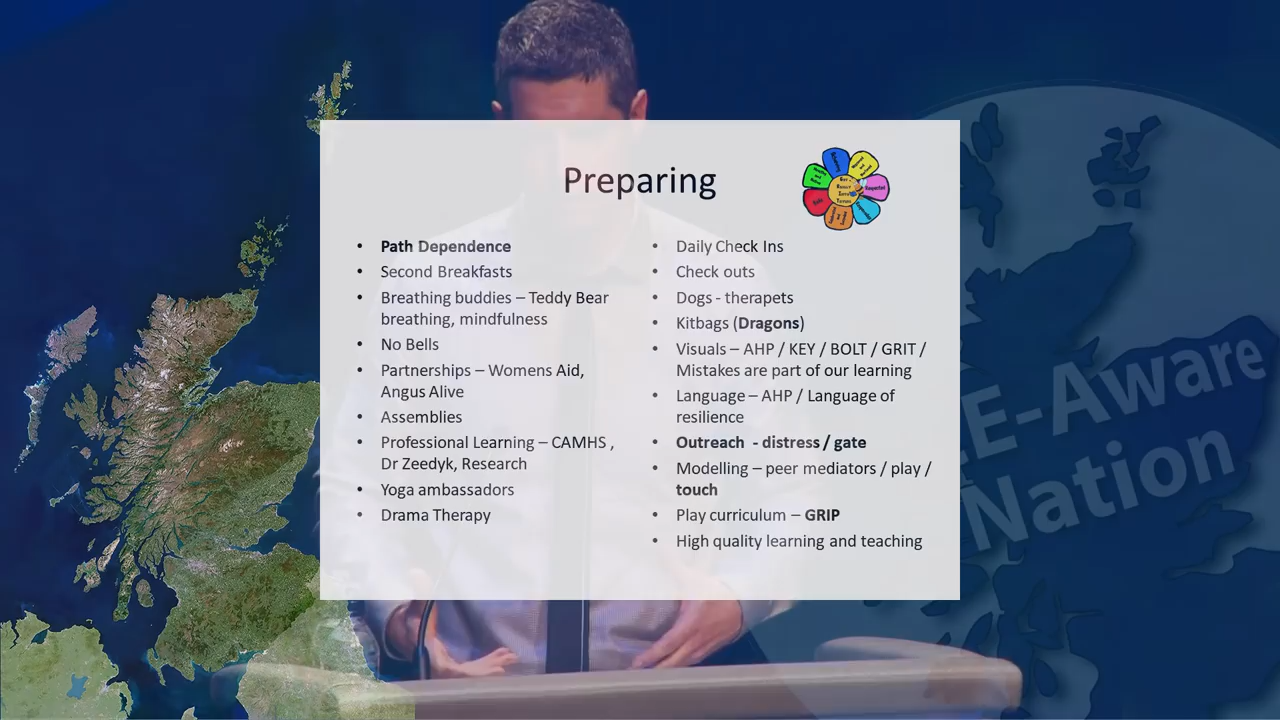 Preparing
• Path Dependence
• Second Breakfasts
• Breathing buddies – Teddy Bear
breathing, mindfulness
• No Bells
• Partnerships – Womens Aid,
Angus Alive
• Assemblies
• Professional Learning – CAMHS ,
Dr Zeedyk, Research
• Yoga ambassadors
• Drama Therapy
• Daily Check Ins
• Check outs
• Dogs - therapets
• Kitbags (Dragons)
• Visuals – AHP / KEY / BOLT / GRIT /
Mistakes are part of our learning
• Language – AHP / Language of
resilience
• Outreach - distress / gate
• Modelling – peer mediators / play /
touch
• Play curriculum – GRIP
• High quality learning and teaching
E-Aware
Nation